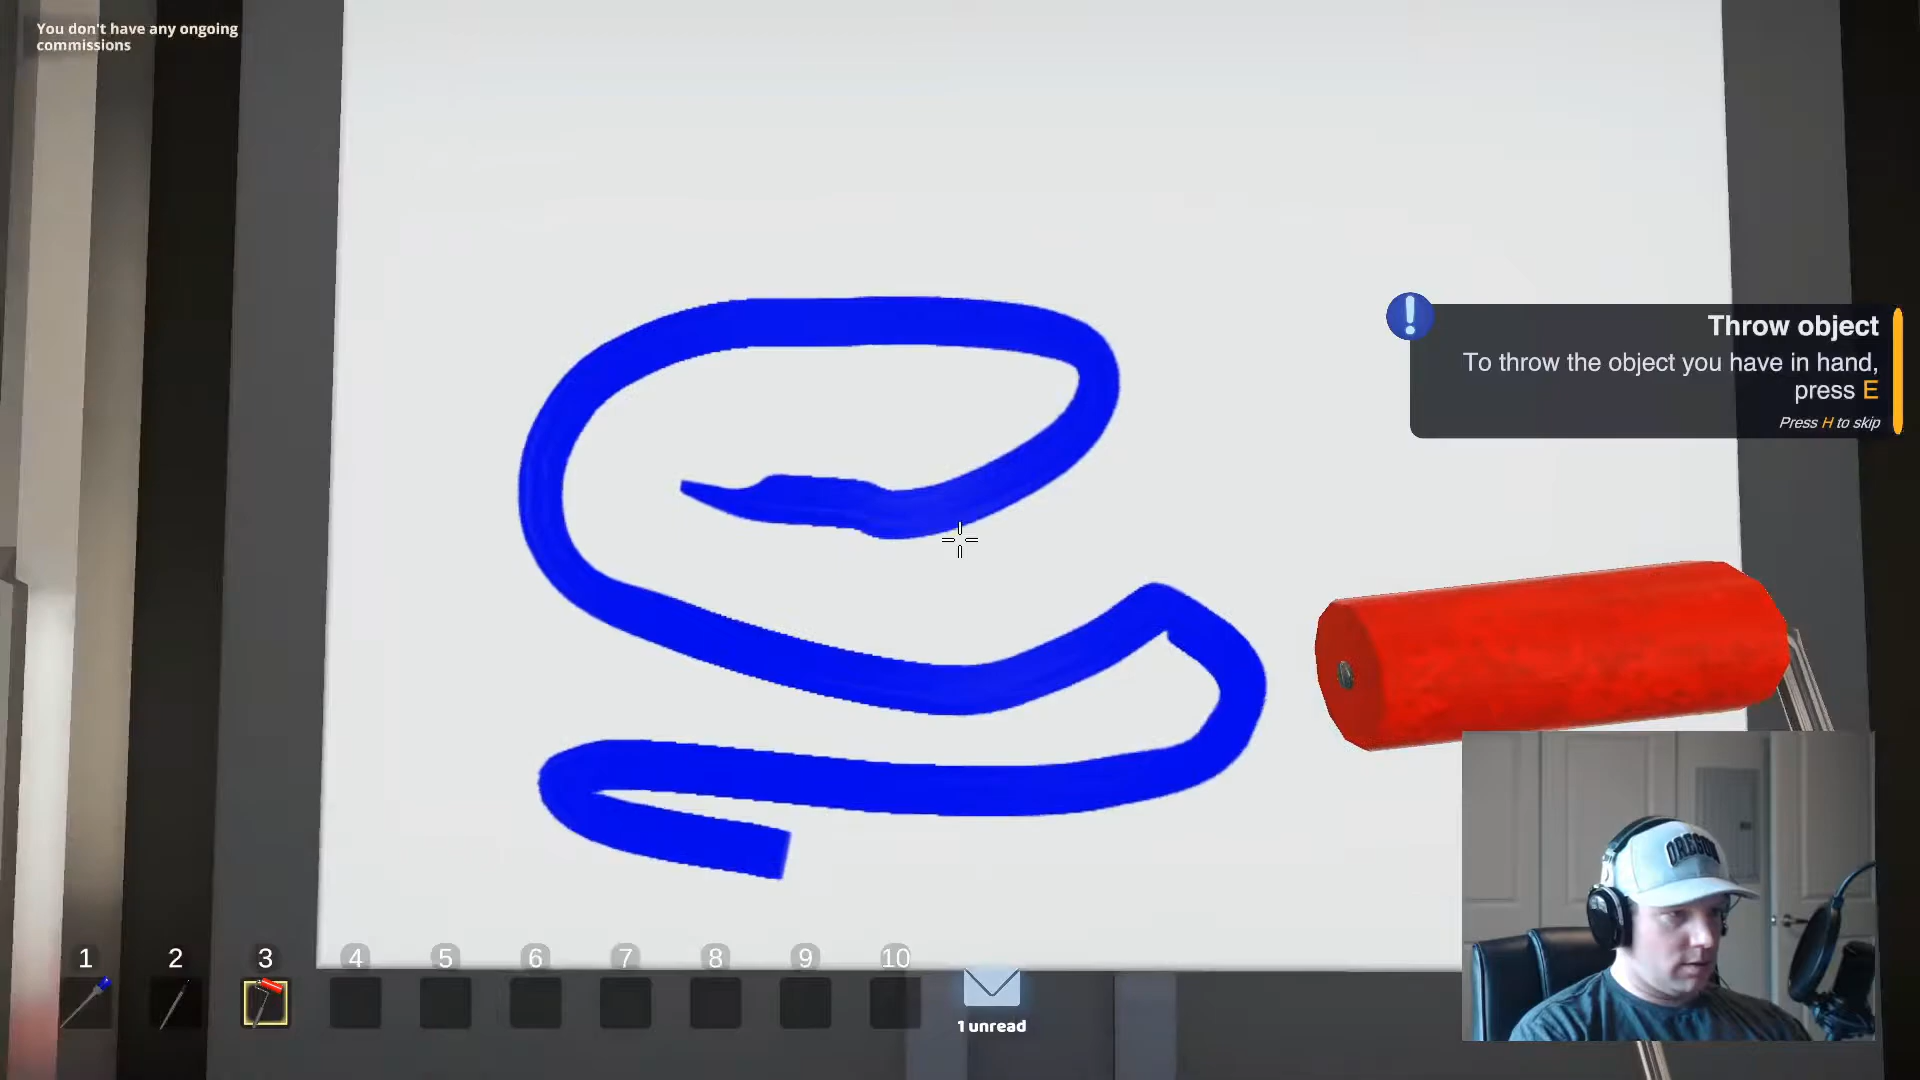 You don't have any ongoing
commissions
Throw object
To throw the object you have in hand,
press E
Press H to skip
OREGON
1 2 3 4 5 6 7 8 9 10
1 unread